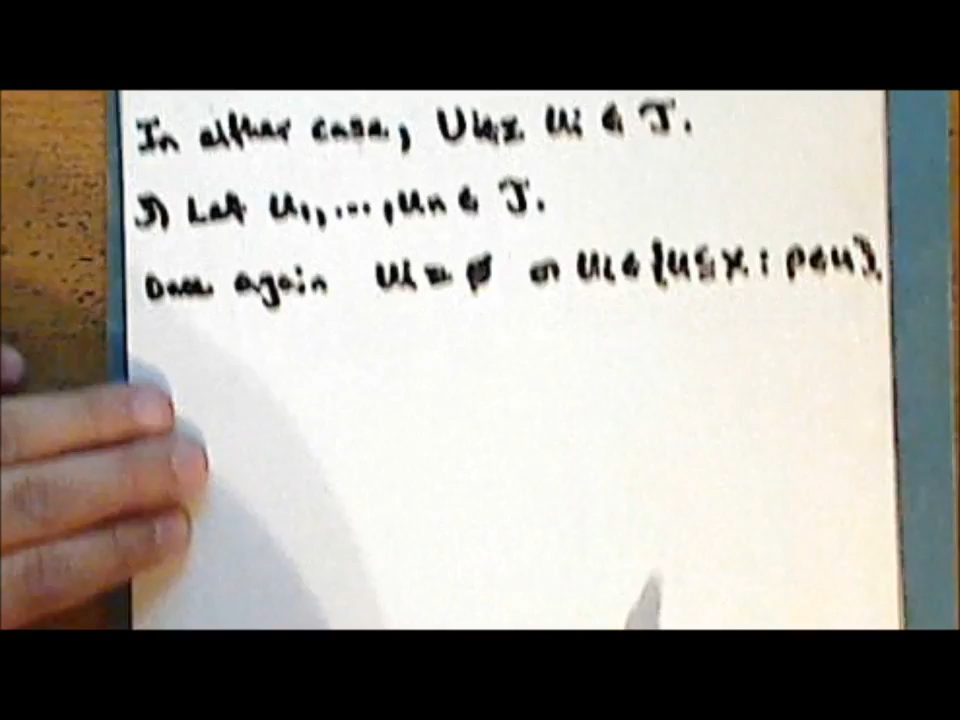 In either case, ∪i∈I Ui ∈ J.
3) Let U1,...,Un ∈ J.
Once again Ui = ∅ or Ui ∈ {U ⊆ X : p ∈ U}.